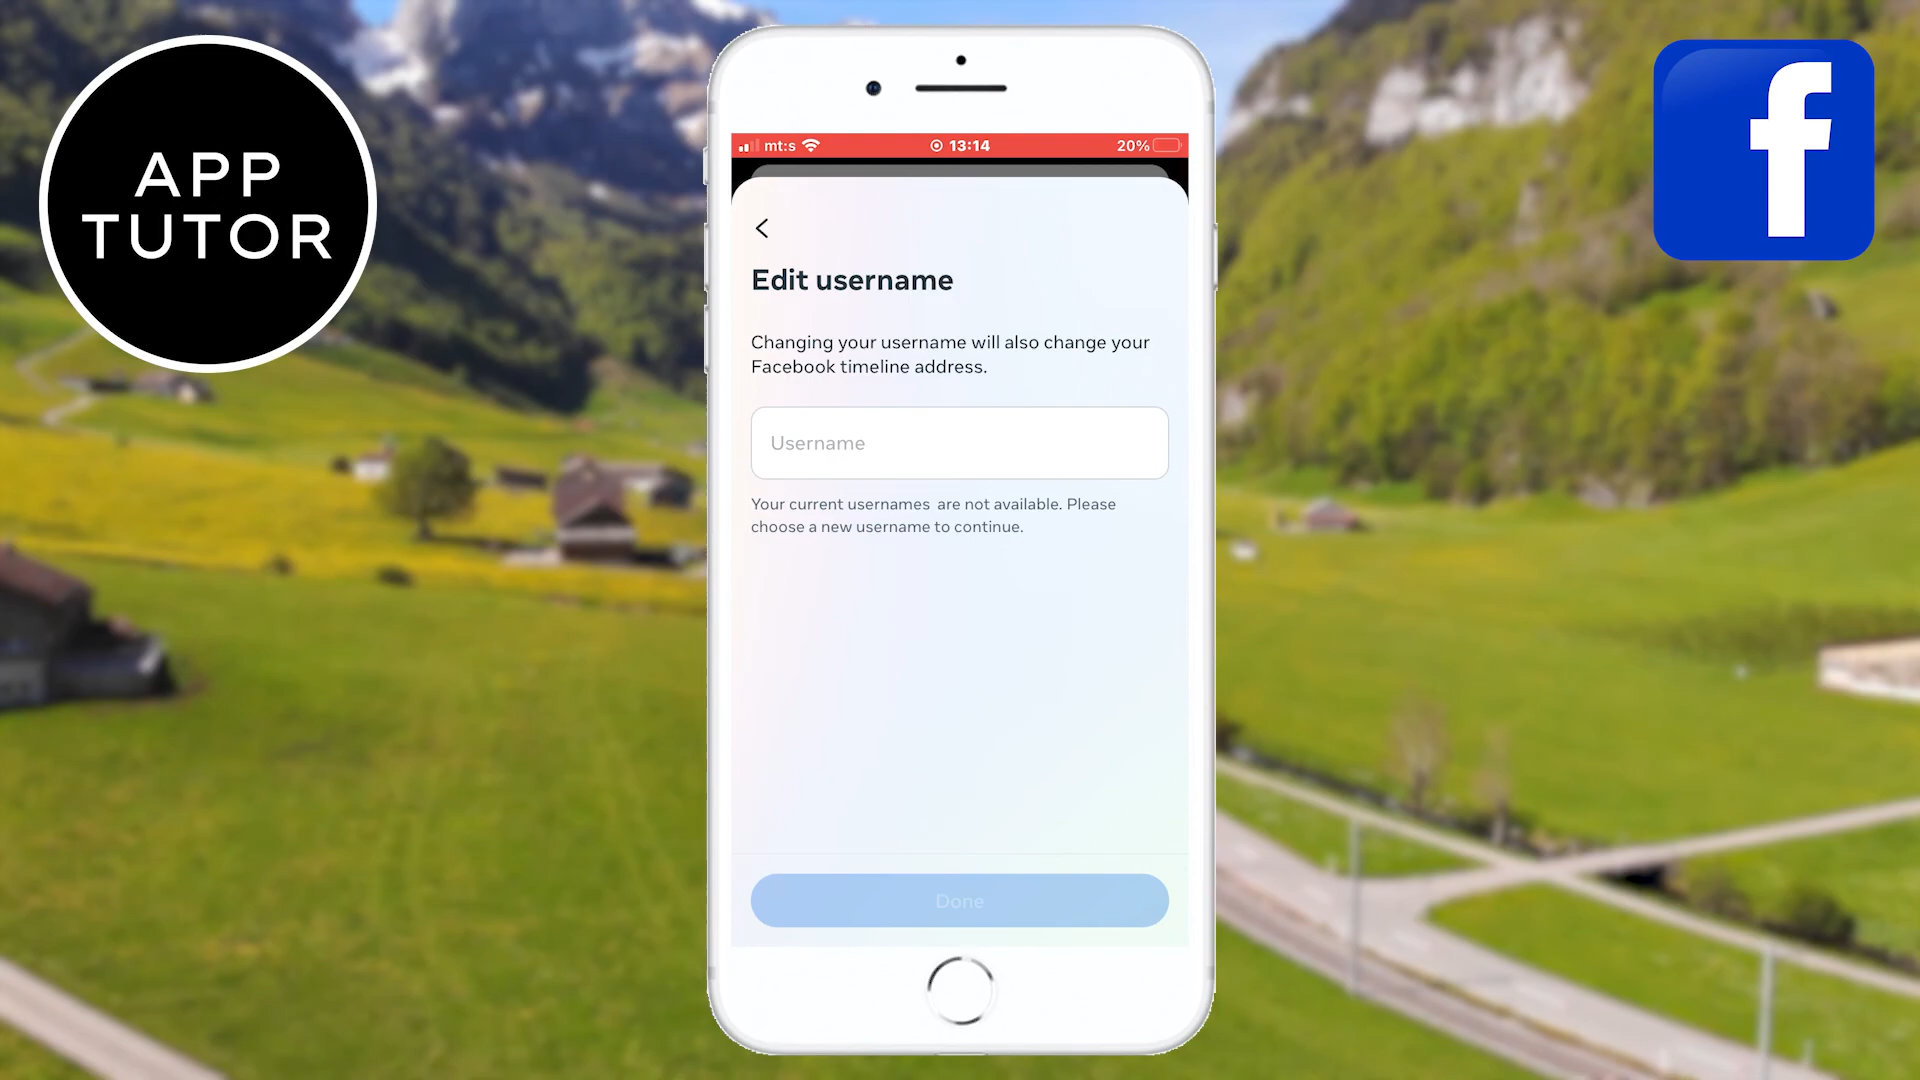 APP
TUTOR
f
mt:s
13:14
20%
Edit username
Changing your username will also change your
Facebook timeline address.
Username
Your current usernames are not available. Please
choose a new username to continue.
Done